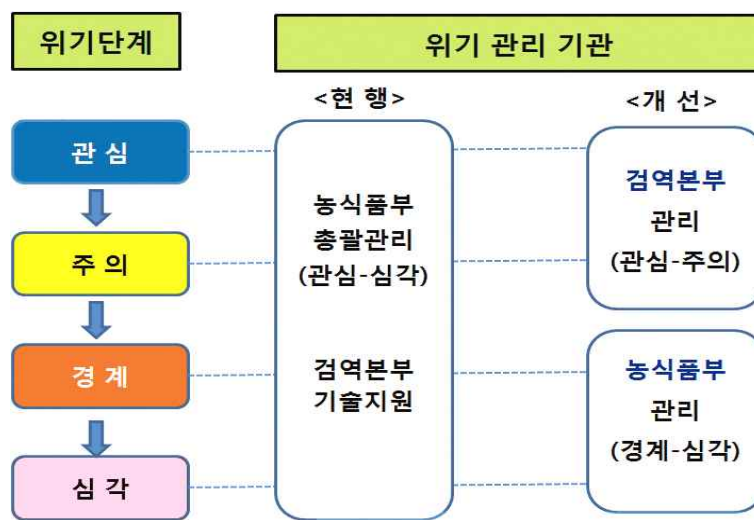 위기단계
위기 관리 기관
<현 행>
<개 선>
관 심
주 의
경 계
심 각
농식품부
총괄관리
(관심-심각)
검역본부
기술지원
검역본부
관리
(관심-주의)
농식품부
관리
(경계-심각)